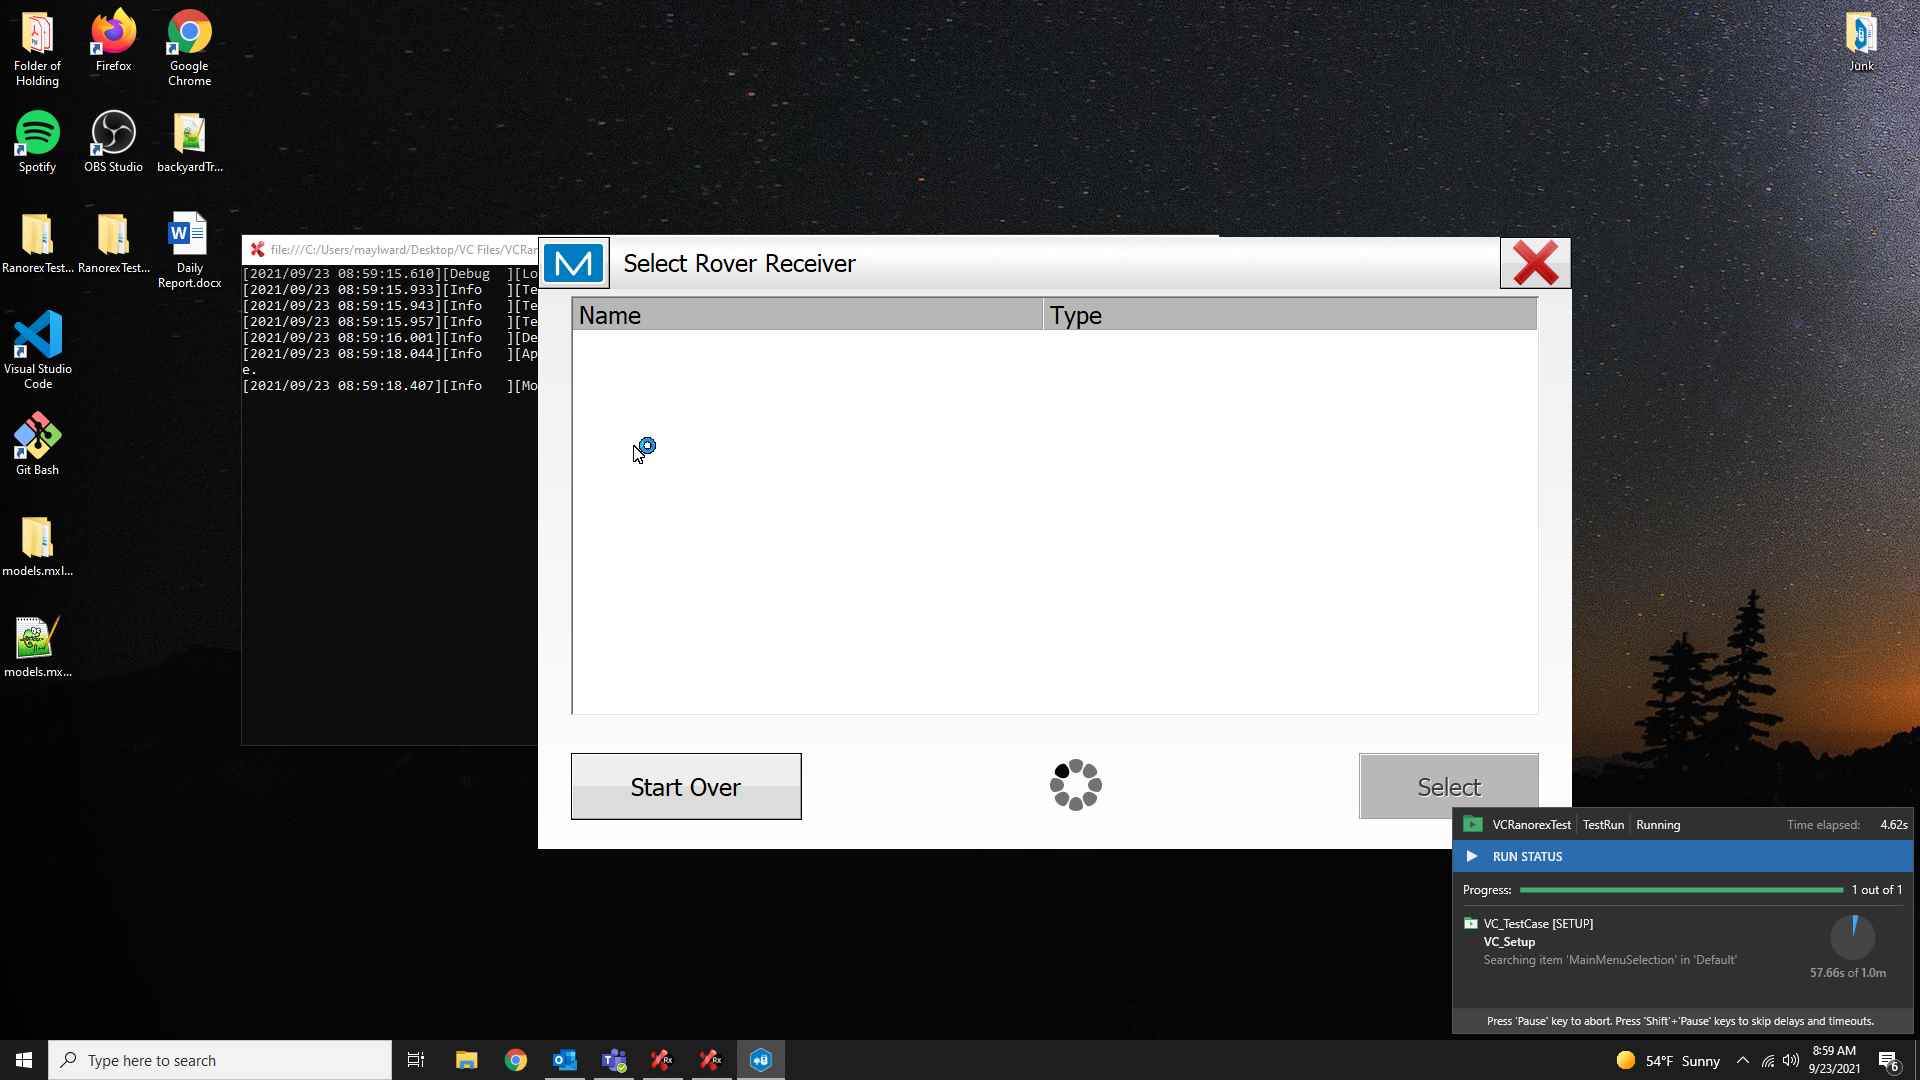 Folder of
Holding
Firefox
Google
Chrome
Junk
Spotify
OBS Studio
backyardTr...
RanorexTest...
RanorexTest...
Daily
Report.docx
Visual Studio
Code
Git Bash
models.mxl...
models.mx...
file:///C:/Users/maylward/Desktop/VC Files/VCRan
[2021/09/23 08:59:15.610][Debug  ][Lo
[2021/09/23 08:59:15.933][Info   ][Te
[2021/09/23 08:59:15.943][Info   ][Te
[2021/09/23 08:59:15.957][Info   ][Te
[2021/09/23 08:59:16.001][Info   ][De
[2021/09/23 08:59:18.044][Info   ][Ap
e.
[2021/09/23 08:59:18.407][Info   ][Mo
Select Rover Receiver
Name Type
Start Over
Select
VCRanorexTest TestRun Running Time elapsed: 4.62s
RUN STATUS
Progress: 1 out of 1
VC_TestCase [SETUP]
VC_Setup
Searching item 'MainMenuSelection' in 'Default'
57.66s of 1.0m
Press 'Pause' key to abort. Press 'Shift'+'Pause' keys to skip delays and timeouts.
Type here to search
54°F Sunny
8:59 AM
9/23/2021
6